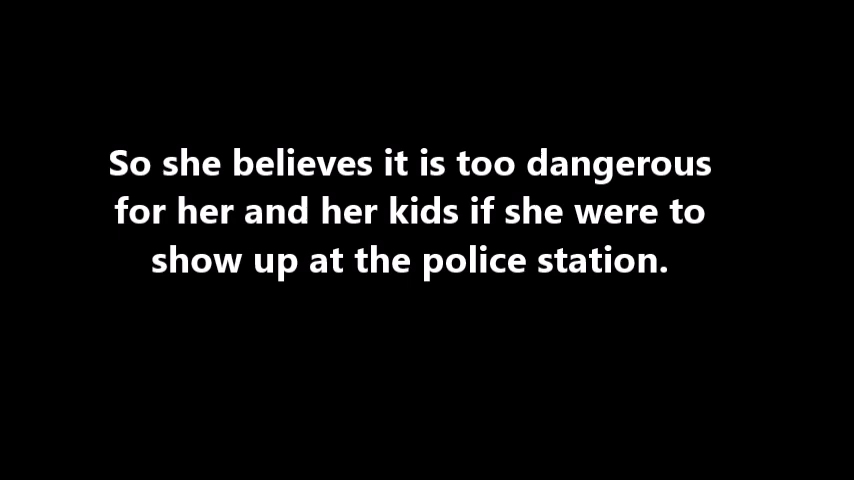 So she believes it is too dangerous
for her and her kids if she were to
show up at the police station.